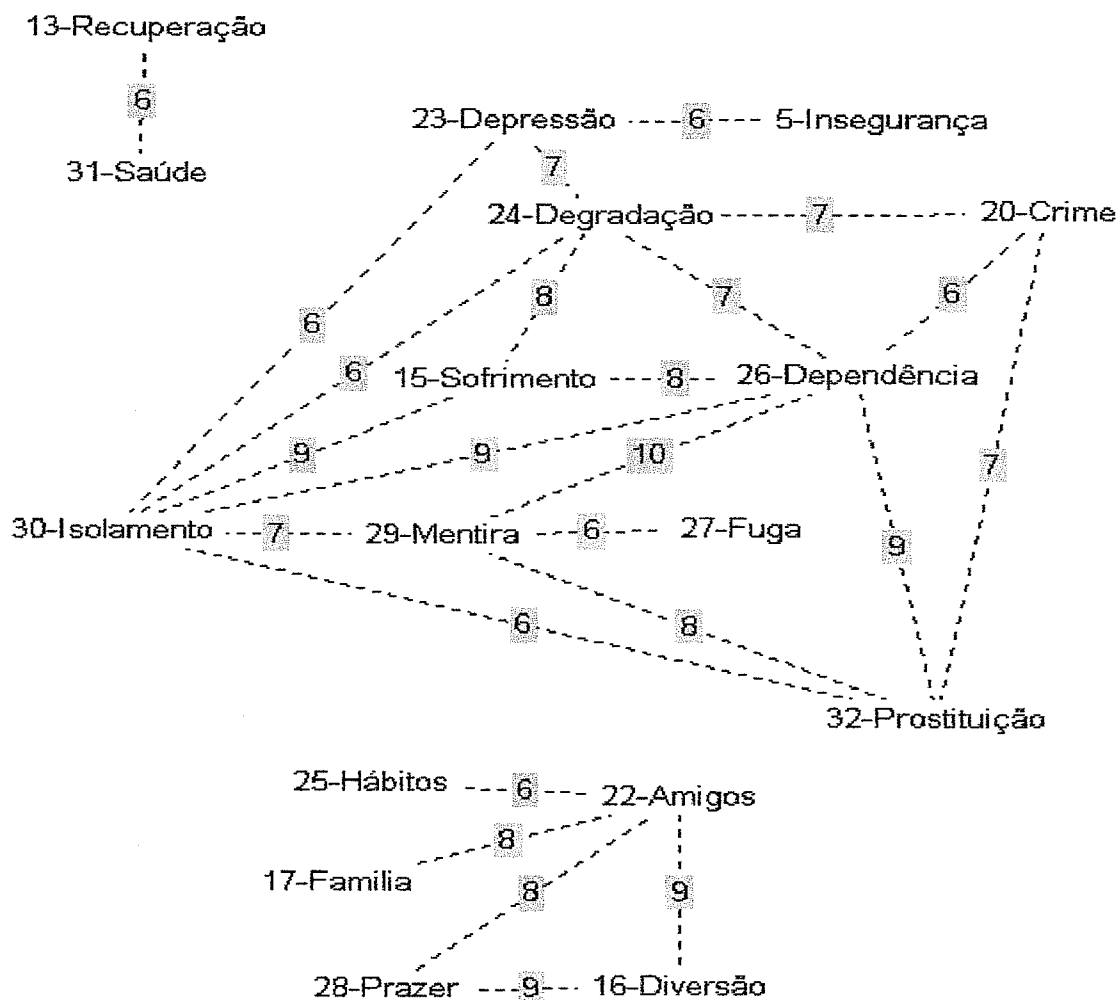 13-Recuperação
6
23-Depressão 6 5-Insegurança
31-Saúde
7
24-Degradação 7 20-Crime
8 7 6
6
6
15-Sofrimento 8 26-Dependência
9 9 10
7
30-Isolamento 7 29-Mentira 6 27-Fuga
9
6 8
32-Prostituição
25-Hábitos 6 22-Amigos
8
17-Familia
8 9
28-Prazer 9 16-Diversão